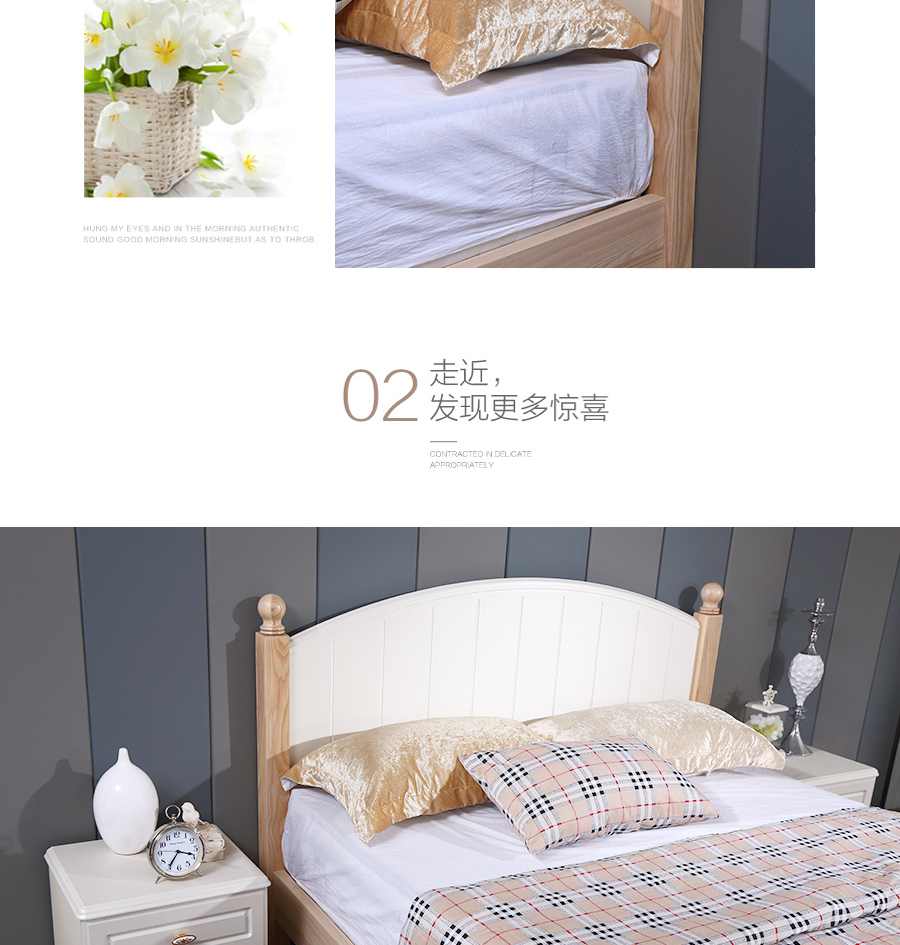 HUNG MY EYES AND IN THE MORNING AUTHENTIC
SOUND GOOD MORNING SUNSHINEBUT AS TO THROB
02
走近，
发现更多惊喜
CONTRACTED IN DELICATE
APPROPRIATELY